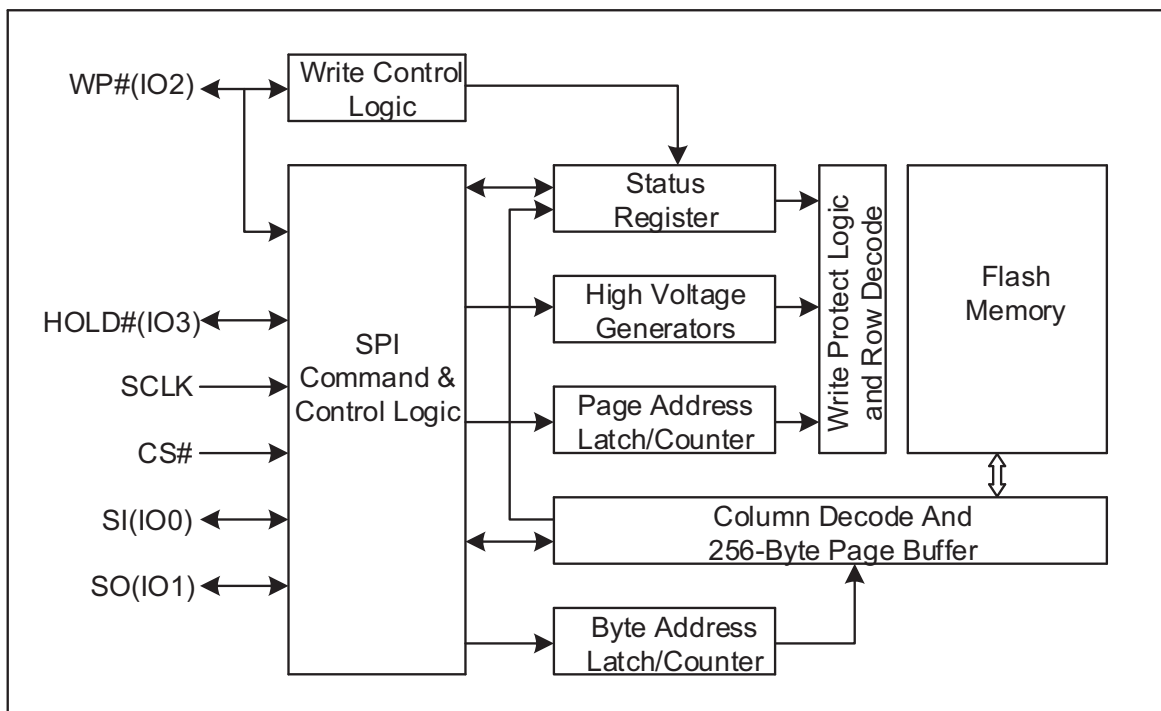 WP#(IO2)
Write Control
Logic
Status
Register
High Voltage
Generators
Page Address
Latch/Counter
Write Protect Logic
and Row Decode
Flash
Memory
HOLD#(IO3)
SCLK
CS#
SI(IO0)
SO(IO1)
SPI
Command &
Control Logic
Column Decode And
256-Byte Page Buffer
Byte Address
Latch/Counter